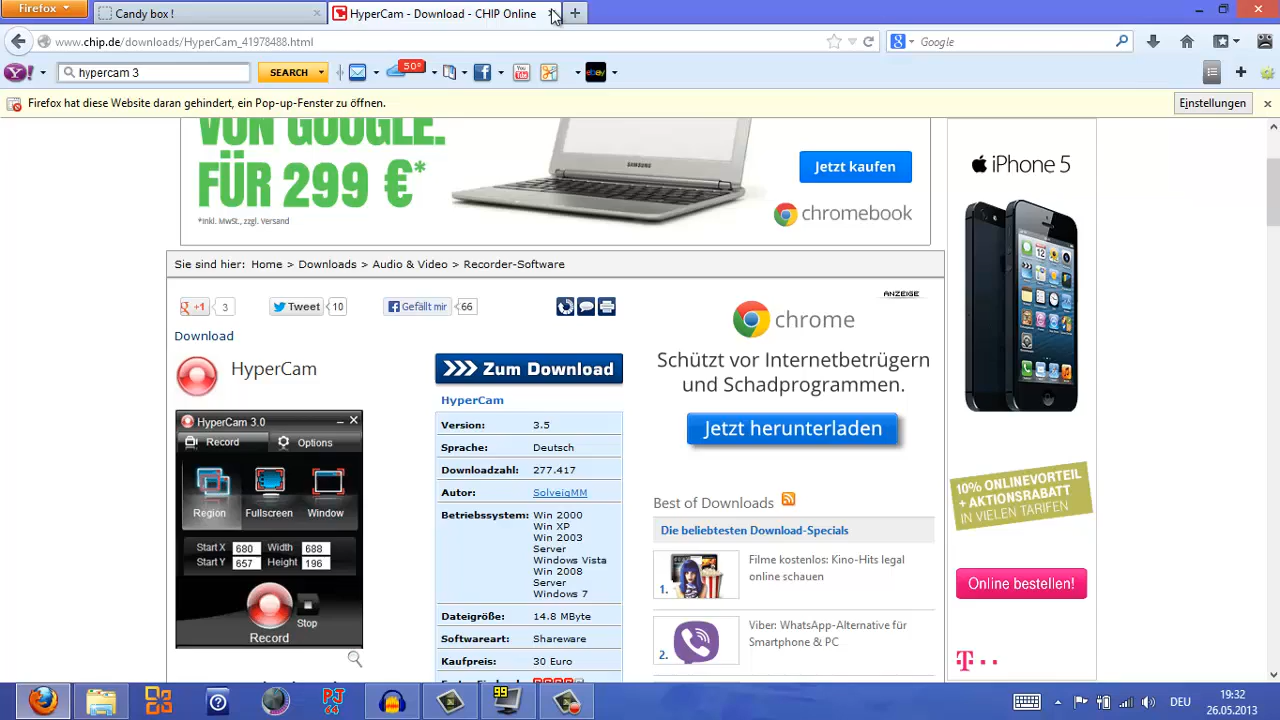 Firefox
Candy box !
HyperCam - Download - CHIP Online
www.chip.de/downloads/HyperCam_41978488.html
Google
hypercam 3
SEARCH
50°
ebay
Firefox hat diese Website daran gehindert, ein Pop-up-Fenster zu öffnen.
Einstellungen
VON GOOGLE.
FÜR 299 €*
*Inkl. MwSt., zzgl. Versand
SAMSUNG
Jetzt kaufen
chromebook
iPhone 5
Sie sind hier: Home > Downloads > Audio & Video > Recorder-Software
+1 3
Tweet 10
Gefällt mir 66
ANZEIGE
Download
HyperCam
Zum Download
HyperCam
Version: 3.5
Sprache: Deutsch
Downloadzahl: 277.417
Autor: SolveigMM
Betriebssystem: Win 2000
Win XP
Win 2003
Server
Windows Vista
Win 2008
Server
Windows 7
Dateigröße: 14.8 MByte
Softwareart: Shareware
Kaufpreis: 30 Euro
HyperCam 3.0
Record Options
Region Fullscreen Window
Start X 680 Width 688
Start Y 657 Height 196
Stop
Record
chrome
Schützt vor Internetbetrügern
und Schadprogrammen.
Jetzt herunterladen
Best of Downloads
Die beliebtesten Download-Specials
1.
Filme kostenlos: Kino-Hits legal
online schauen
2.
Viber: WhatsApp-Alternative für
Smartphone & PC
10% ONLINEVORTEIL
+ AKTIONSRABATT
IN VIELEN TARIFEN
Online bestellen!
T
PT
64
99
DEU
19:32
26.05.2013